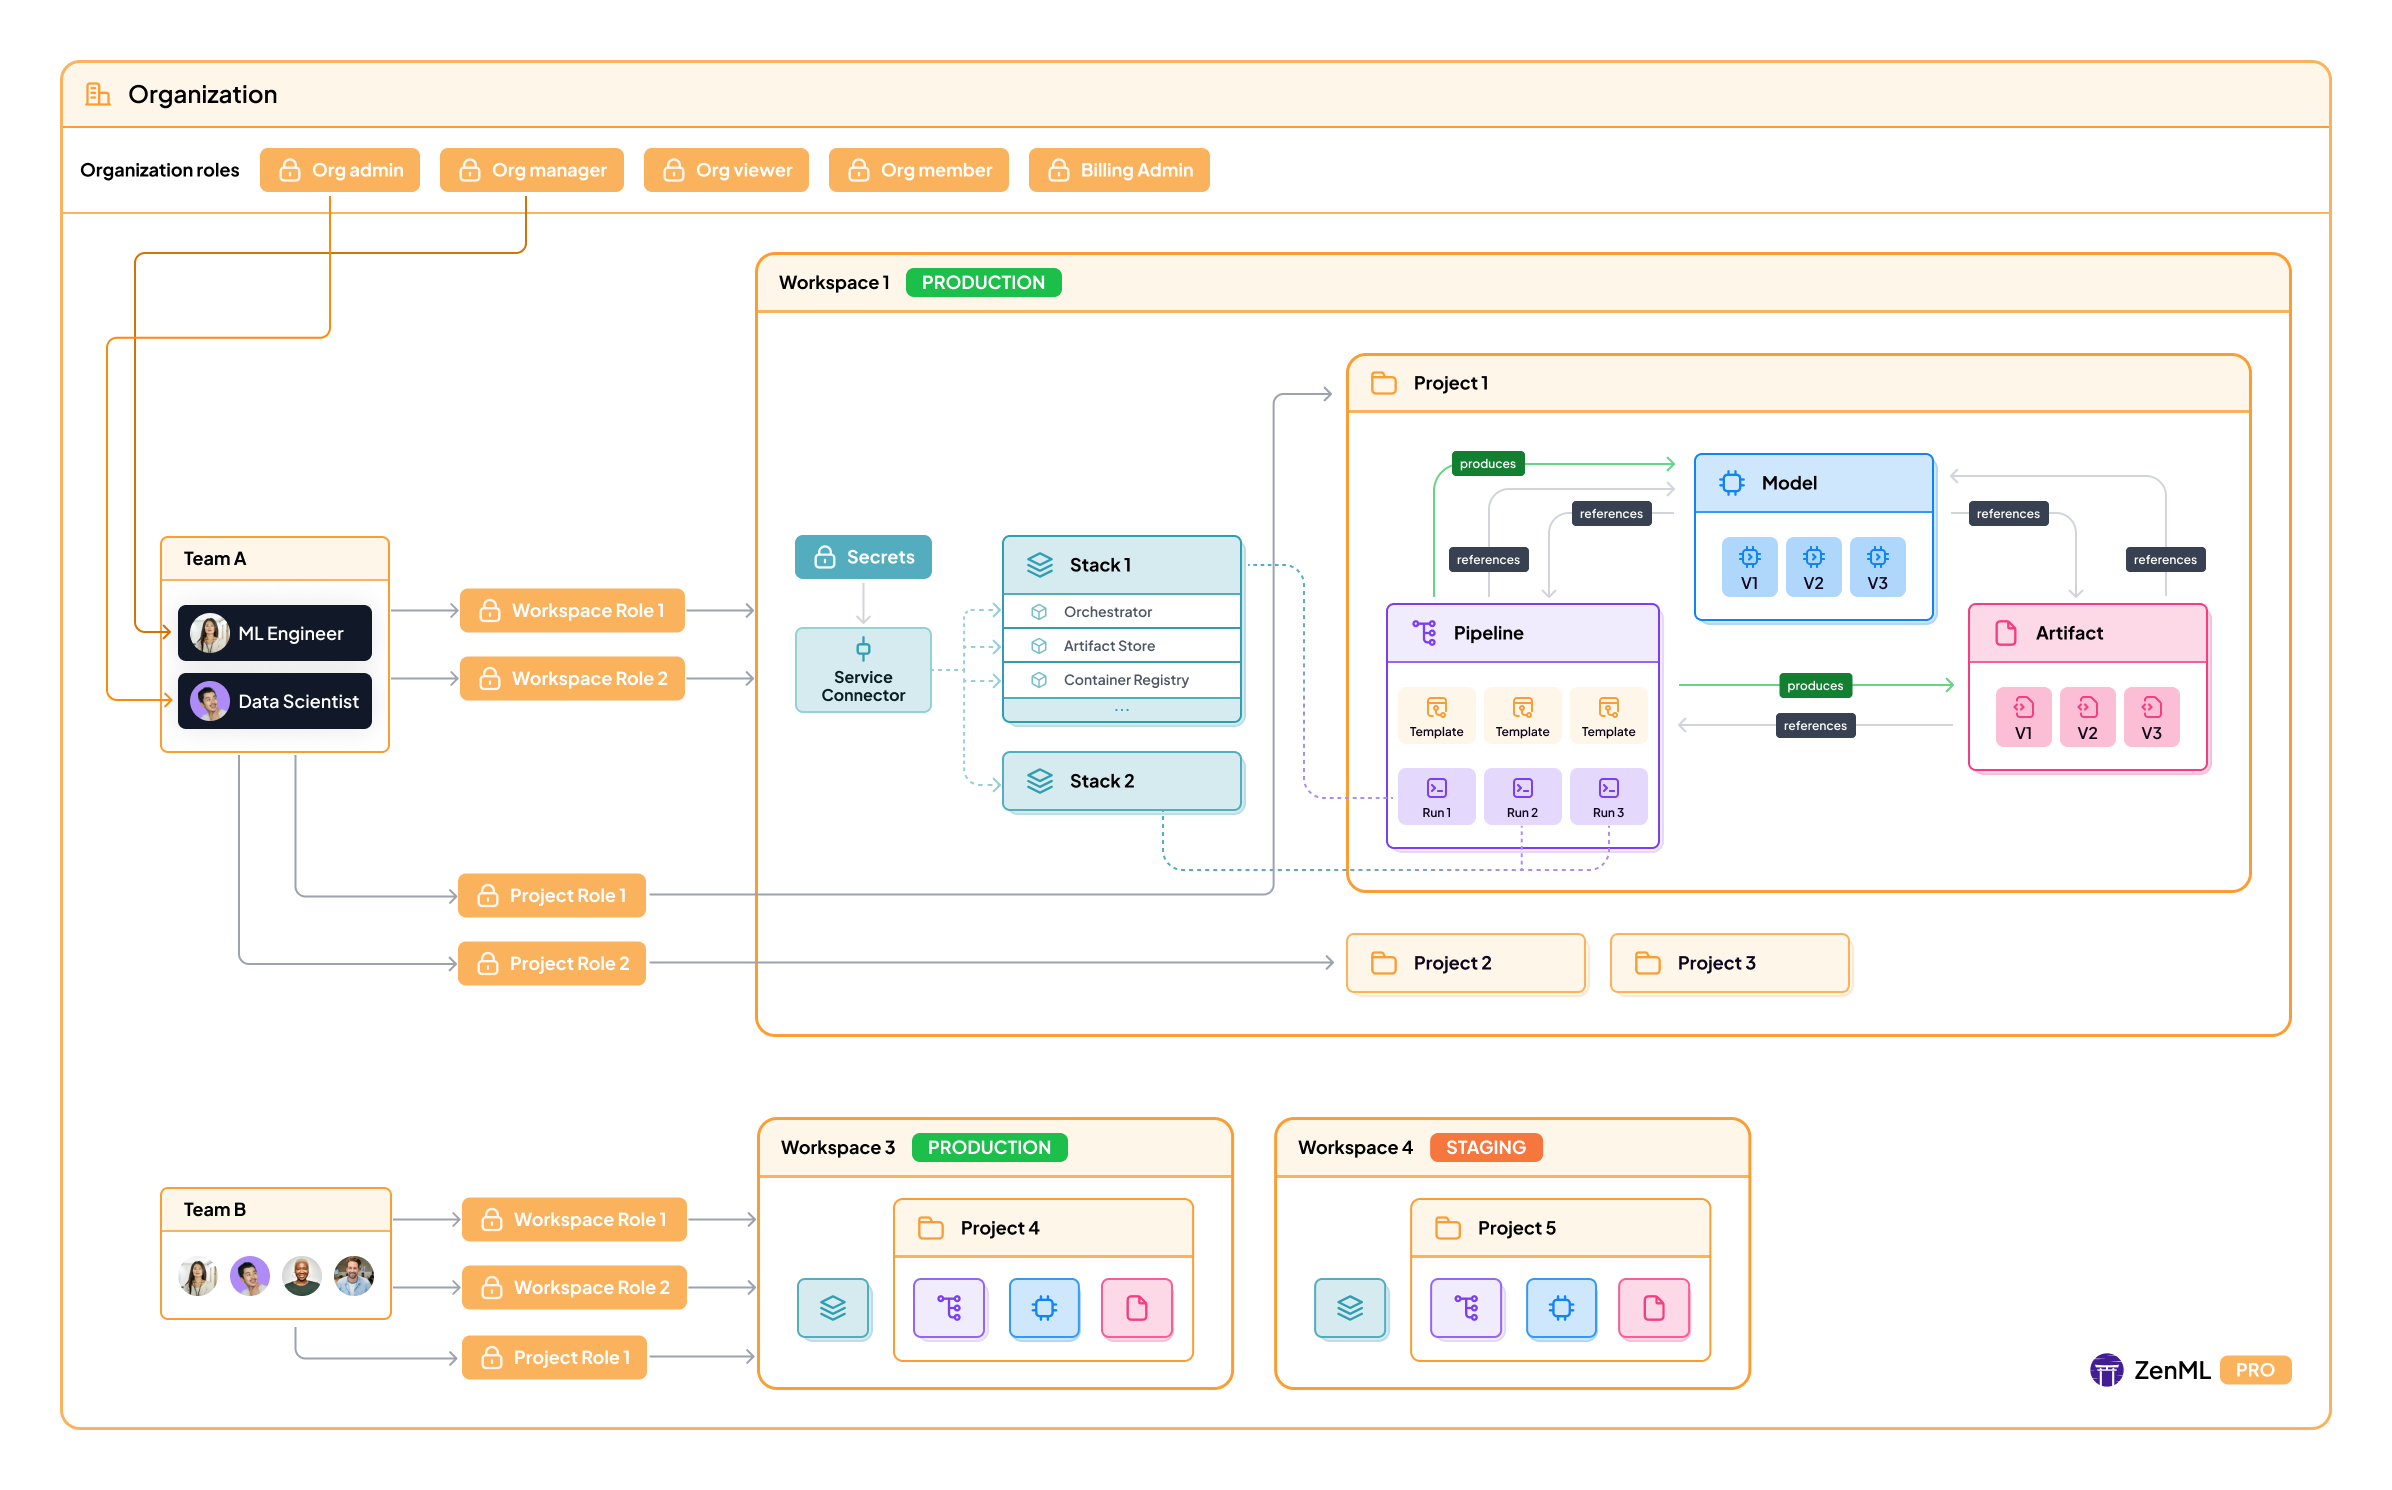 Organization
Organization roles
Org admin
Org manager
Org viewer
Org member
Billing Admin
Workspace 1
PRODUCTION
Project 1
produces
references
references
Model
V1
V2
V3
references
references
Team A
ML Engineer
Data Scientist
Workspace Role 1
Workspace Role 2
Secrets
Service
Connector
Stack 1
Orchestrator
Artifact Store
Container Registry
...
Stack 2
Pipeline
Template
Template
Template
Run 1
Run 2
Run 3
produces
references
Artifact
V1
V2
V3
Project Role 1
Project Role 2
Project 2
Project 3
Team B
Workspace Role 1
Workspace Role 2
Project Role 1
Workspace 3
PRODUCTION
Project 4
Workspace 4
STAGING
Project 5
ZenML
PRO